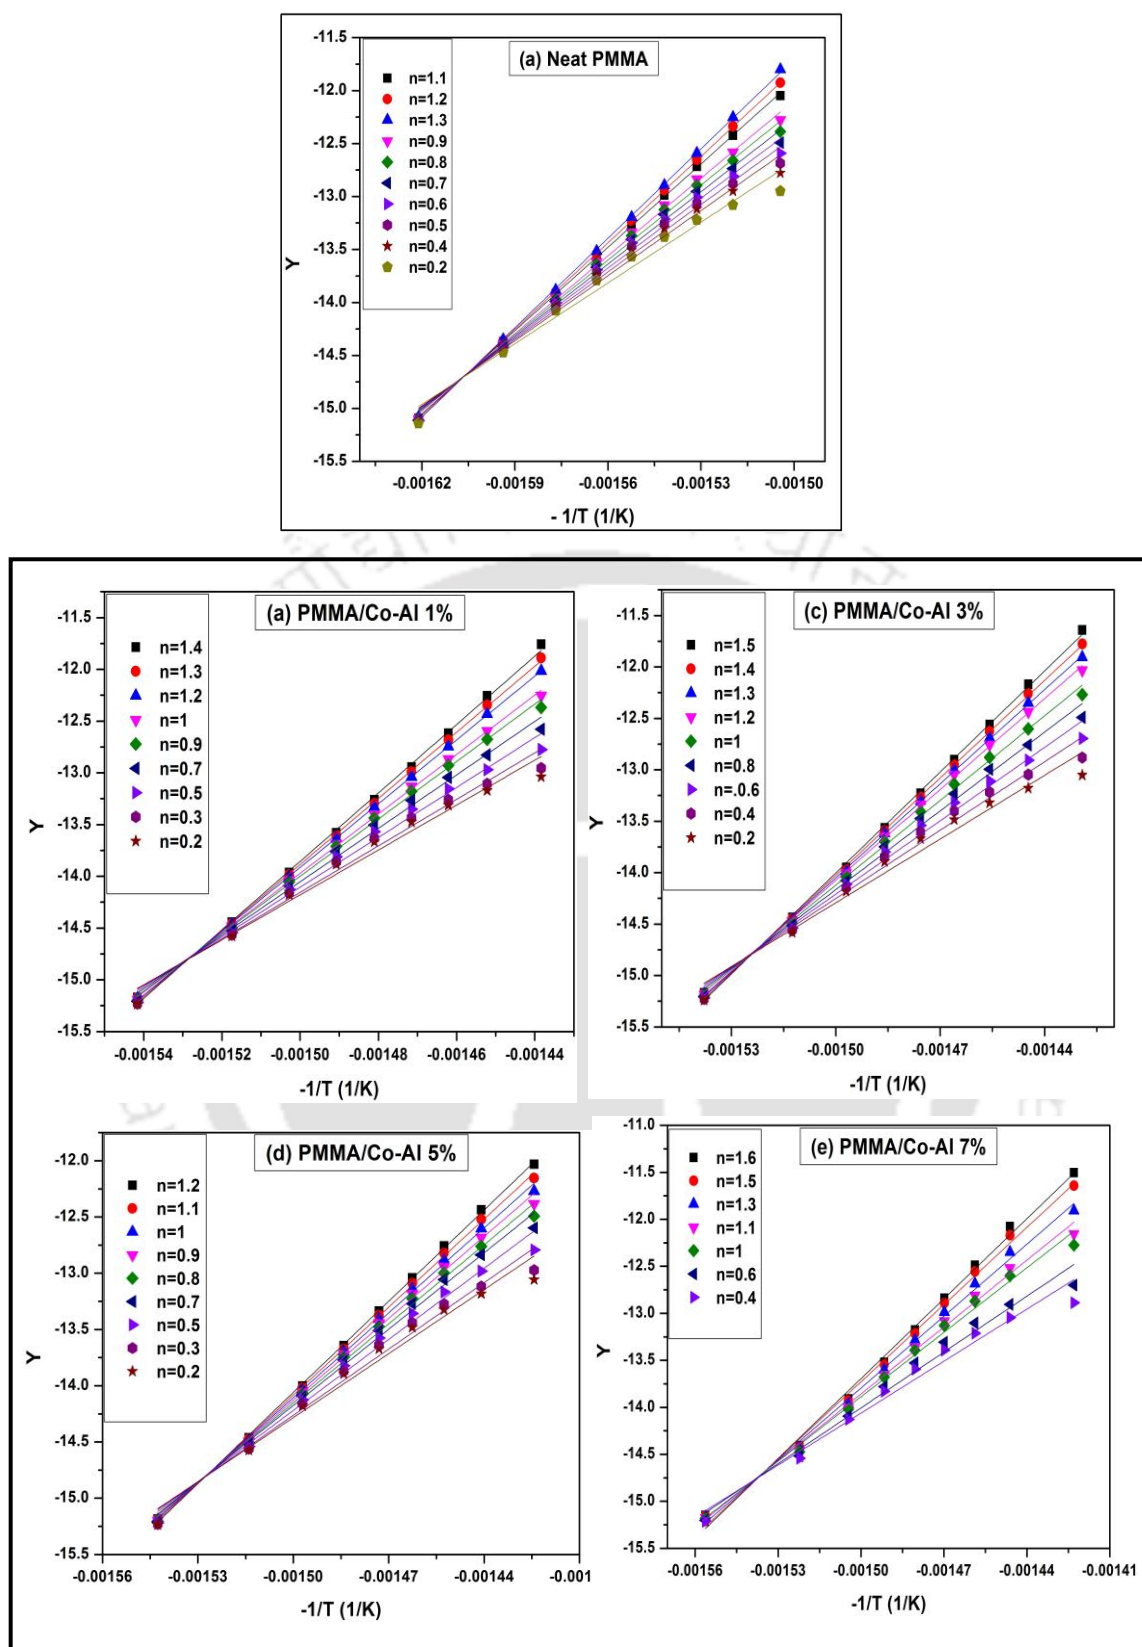 (a) Neat PMMA
n=1.1
n=1.2
n=1.3
n=0.9
n=0.8
n=0.7
n=0.6
n=0.5
n=0.4
n=0.2
-11.5
-12.0
-12.5
-13.0
-13.5
-14.0
-14.5
-15.0
-15.5
Y
-0.00162 -0.00159 -0.00156 -0.00153 -0.00150
- 1/T (1/K)
(a) PMMA/Co-Al 1%
n=1.4
n=1.3
n=1.2
n=1
n=0.9
n=0.7
n=0.5
n=0.3
n=0.2
-11.5
-12.0
-12.5
-13.0
-13.5
-14.0
-14.5
-15.0
-15.5
Y
-0.00154 -0.00152 -0.00150 -0.00148 -0.00146 -0.00144
-1/T (1/K)
(c) PMMA/Co-Al 3%
n=1.5
n=1.4
n=1.3
n=1.2
n=1
n=0.8
n=.0.6
n=0.4
n=0.2
-11.5
-12.0
-12.5
-13.0
-13.5
-14.0
-14.5
-15.0
-15.5
Y
-0.00153 -0.00150 -0.00147 -0.00144
-1/T (1/K)
(d) PMMA/Co-Al 5%
n=1.2
n=1.1
n=1
n=0.9
n=0.8
n=0.7
n=0.5
n=0.3
n=0.2
-12.0
-12.5
-13.0
-13.5
-14.0
-14.5
-15.0
-15.5
Y
-0.00156 -0.00153 -0.00150 -0.00147 -0.00144 -0.001
-1/T (1/K)
(e) PMMA/Co-Al 7%
n=1.6
n=1.5
n=1.3
n=1.1
n=1
n=0.6
n=0.4
-11.0
-11.5
-12.0
-12.5
-13.0
-13.5
-14.0
-14.5
-15.0
-15.5
Y
-0.00156 -0.00153 -0.00150 -0.00147 -0.00144 -0.00141
-1/T (1/K)